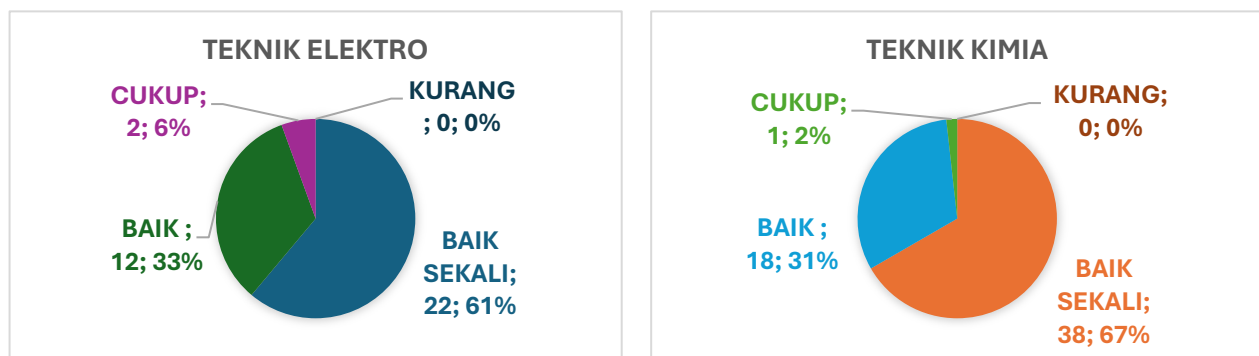 TEKNIK ELEKTRO
CUKUP;
2; 6%
KURANG
; 0; 0%
BAIK ;
12; 33%
BAIK
SEKALI;
22; 61%
TEKNIK KIMIA
CUKUP;
1; 2%
KURANG;
0; 0%
BAIK ;
18; 31%
BAIK
SEKALI;
38; 67%